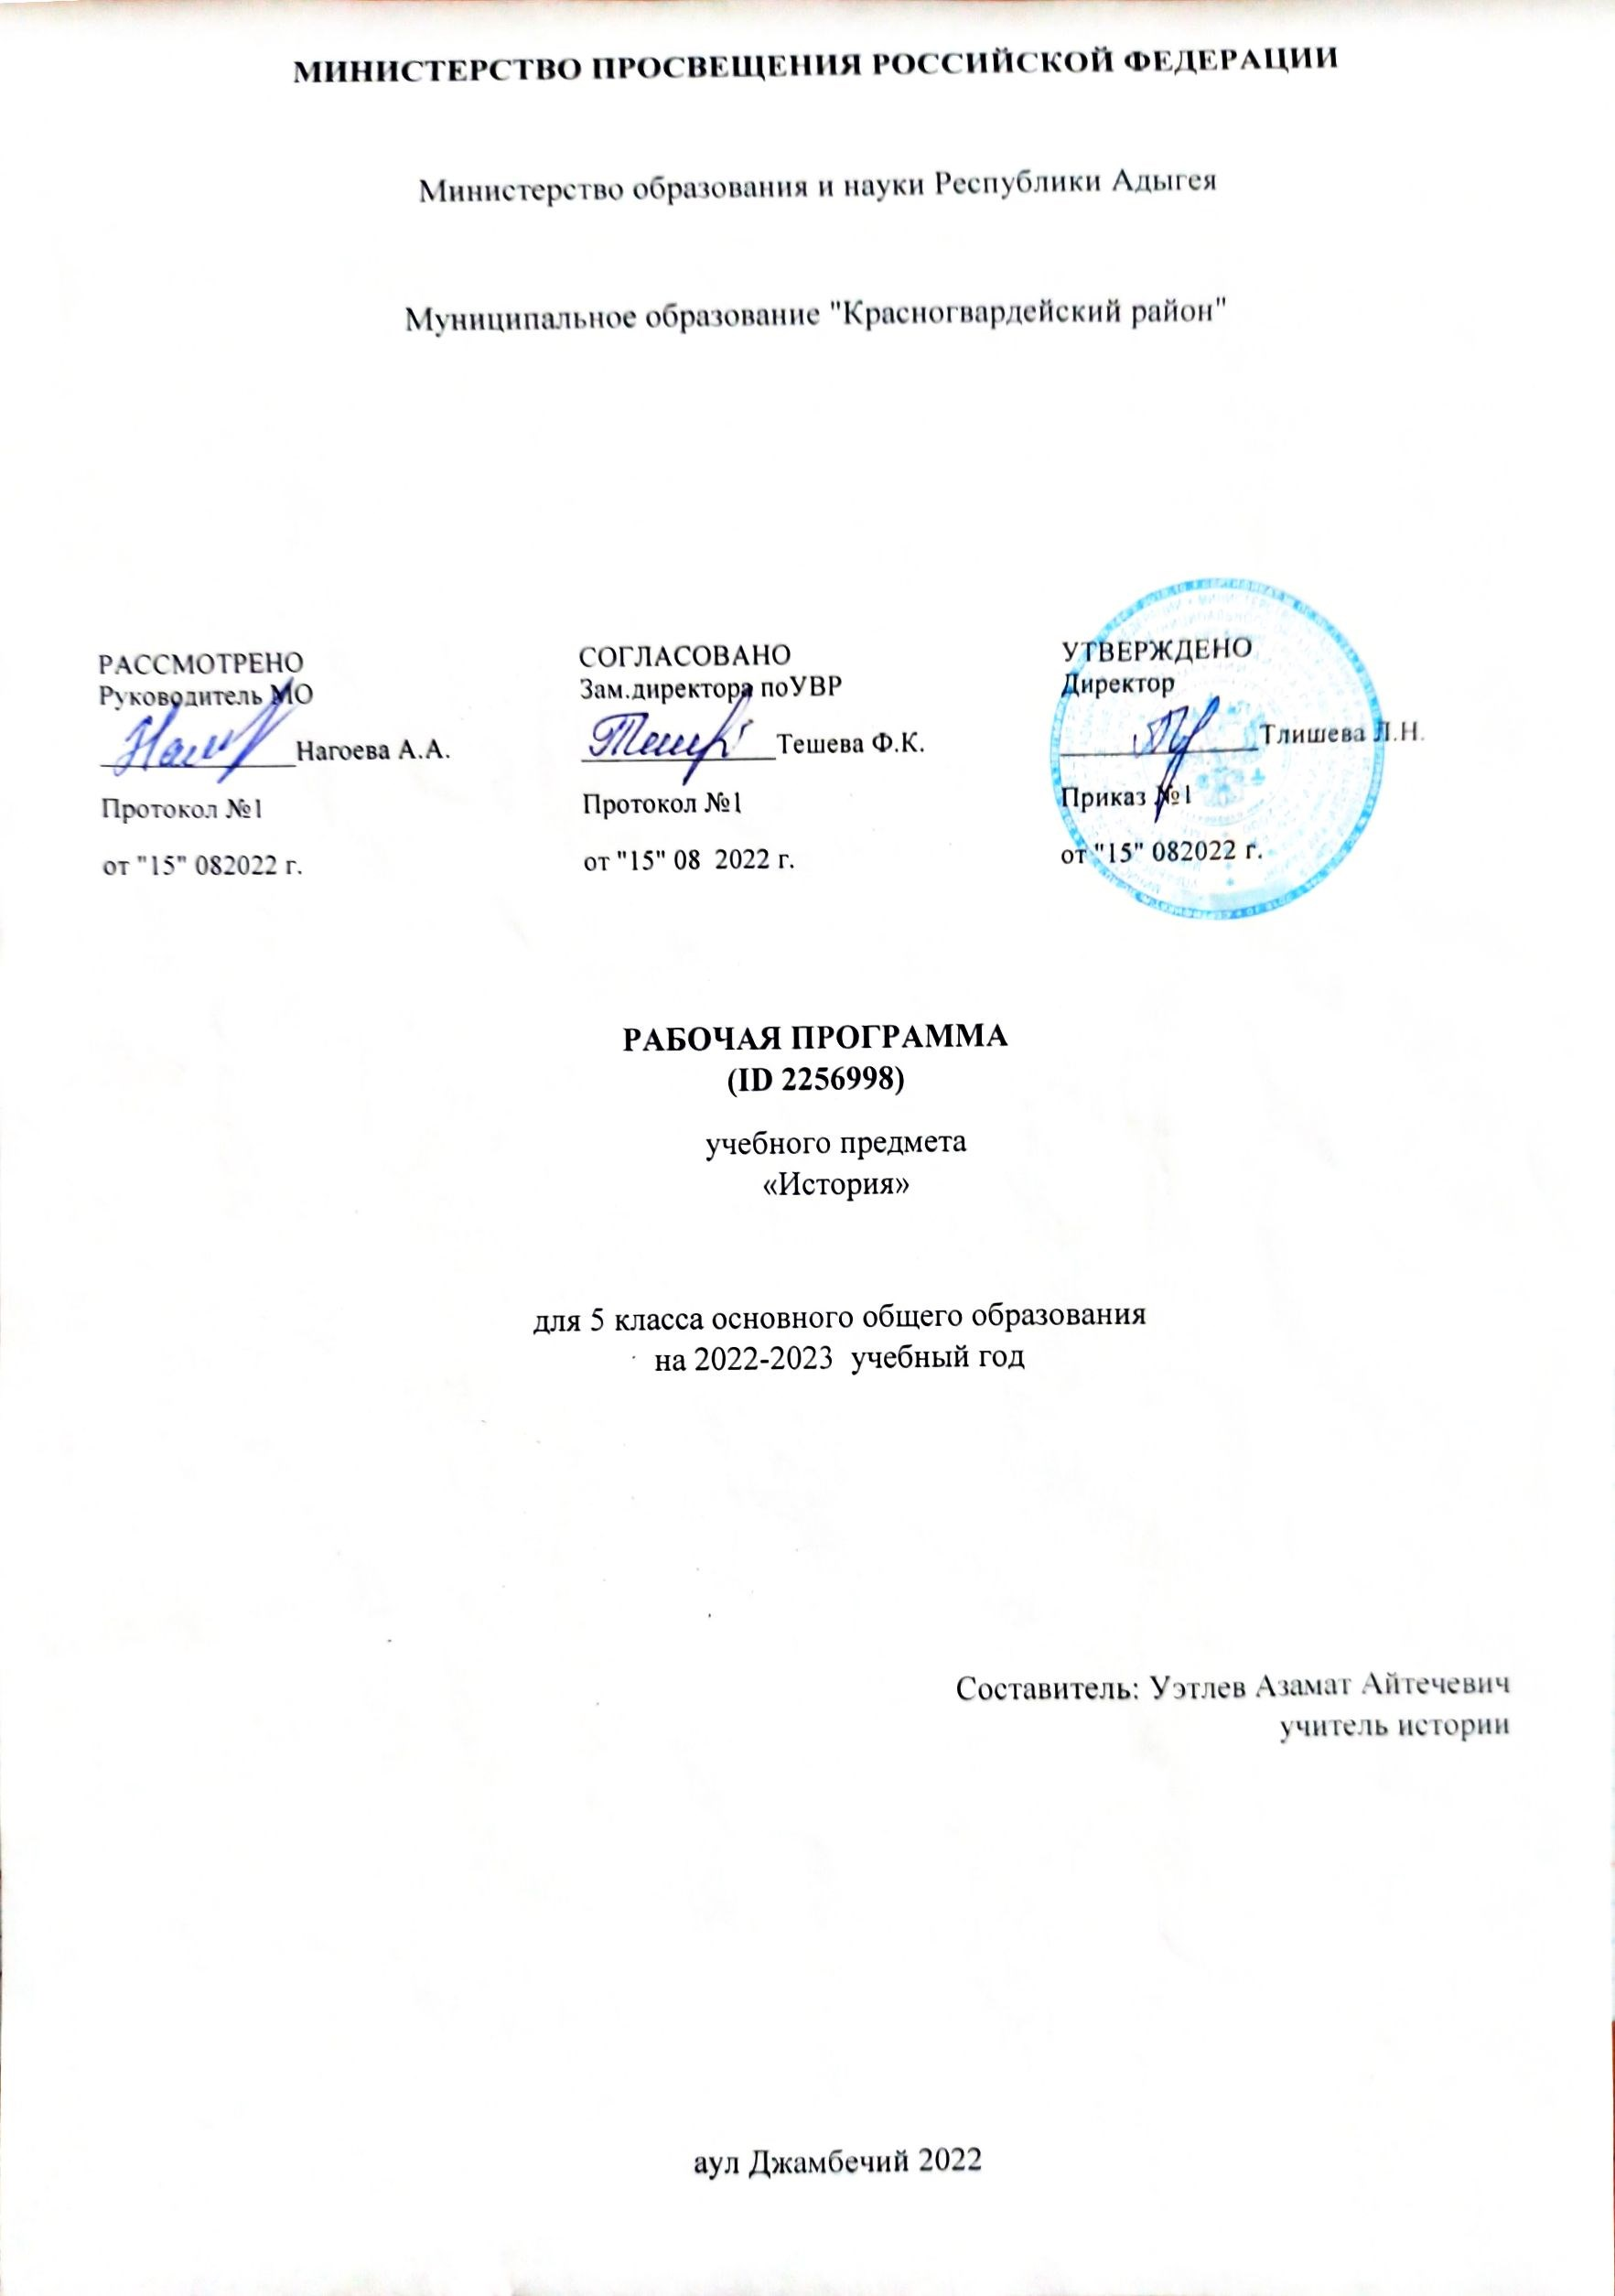 МИНИСТЕРСТВО ПРОСВЕЩЕНИЯ РОССИЙСКОЙ ФЕДЕРАЦИИ
Министерство образования и науки Республики Адыгея
Муниципальное образование "Красногвардейский район"
РАССМОТРЕНО
Руководитель МО
Нагоева А.А.
Протокол №1
от "15" 082022 г.
СОГЛАСОВАНО
Зам.директора поУВР
Тешева Ф.К.
Протокол №1
от "15" 08  2022 г.
УТВЕРЖДЕНО
Директор
Тлишева Л.Н.
Приказ №1
от "15" 082022 г.
РАБОЧАЯ ПРОГРАММА
(ID 2256998)
учебного предмета
«История»
для 5 класса основного общего образования
на 2022-2023  учебный год
Составитель: Уэтлев Азамат Айтечевич
учитель истории
аул Джамбечий 2022